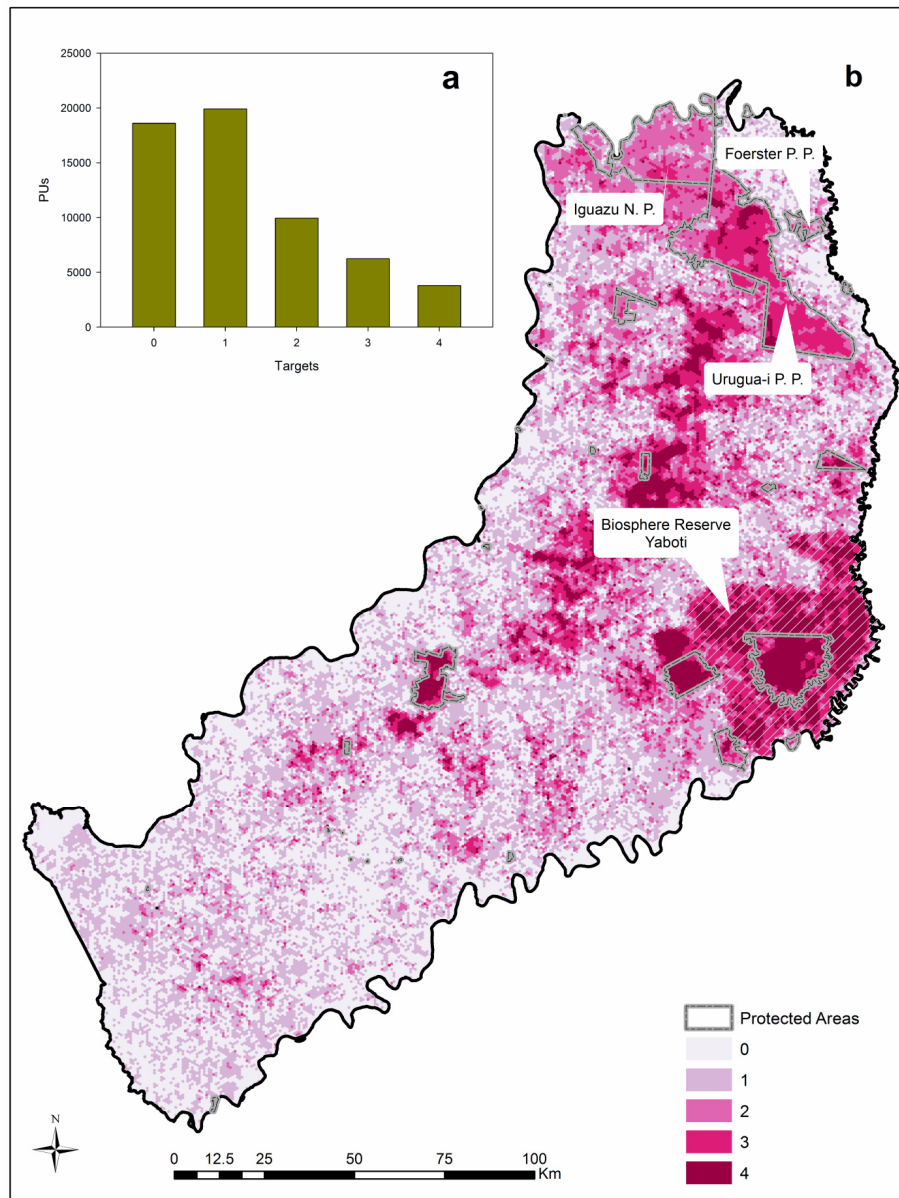 a
25000
20000
15000
10000
5000
0
PUs
0 1 2 3 4
Targets
b
Foerster P. P.
Iguazu N. P.
Urugua-i P. P.
Biosphere Reserve
Yaboti
Protected Areas
0
1
2
3
4
N
0 12.5 25 50 75 100
Km